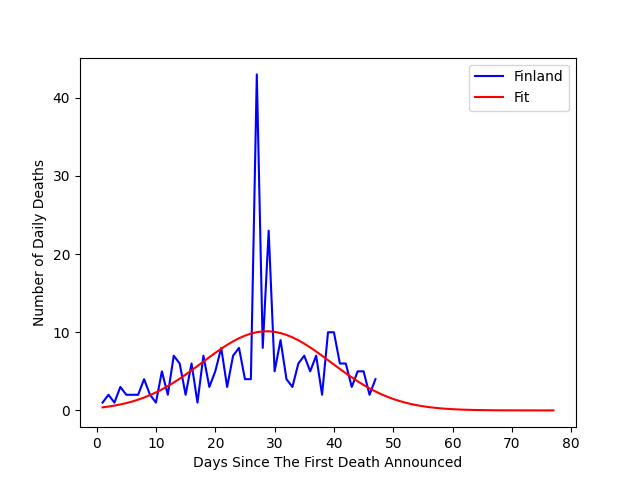 Finland
Fit
Number of Daily Deaths
40
30
20
10
0
0 10 20 30 40 50 60 70 80
Days Since The First Death Announced